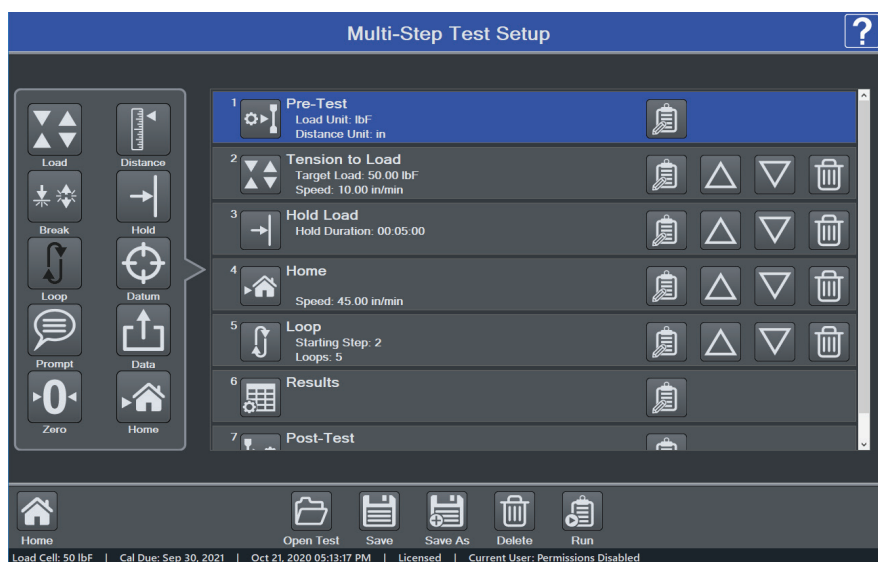 Multi-Step Test Setup
?
Load
Distance
Break
Hold
Loop
Datum
Prompt
Data
0
Zero
Home
1
Pre-Test
Load Unit: lbF
Distance Unit: in
2
Tension to Load
Target Load: 50.00 lbF
Speed: 10.00 in/min
3
Hold Load
Hold Duration: 00:05:00
4
Home
Speed: 45.00 in/min
5
Loop
Starting Step: 2
Loops: 5
6
Results
7
Post-Test
Home
Open Test
Save
Save As
Delete
Run
Load Cell: 50 lbF | Cal Due: Sep 30, 2021 | Oct 21, 2020 05:13:17 PM | Licensed | Current User: Permissions Disabled